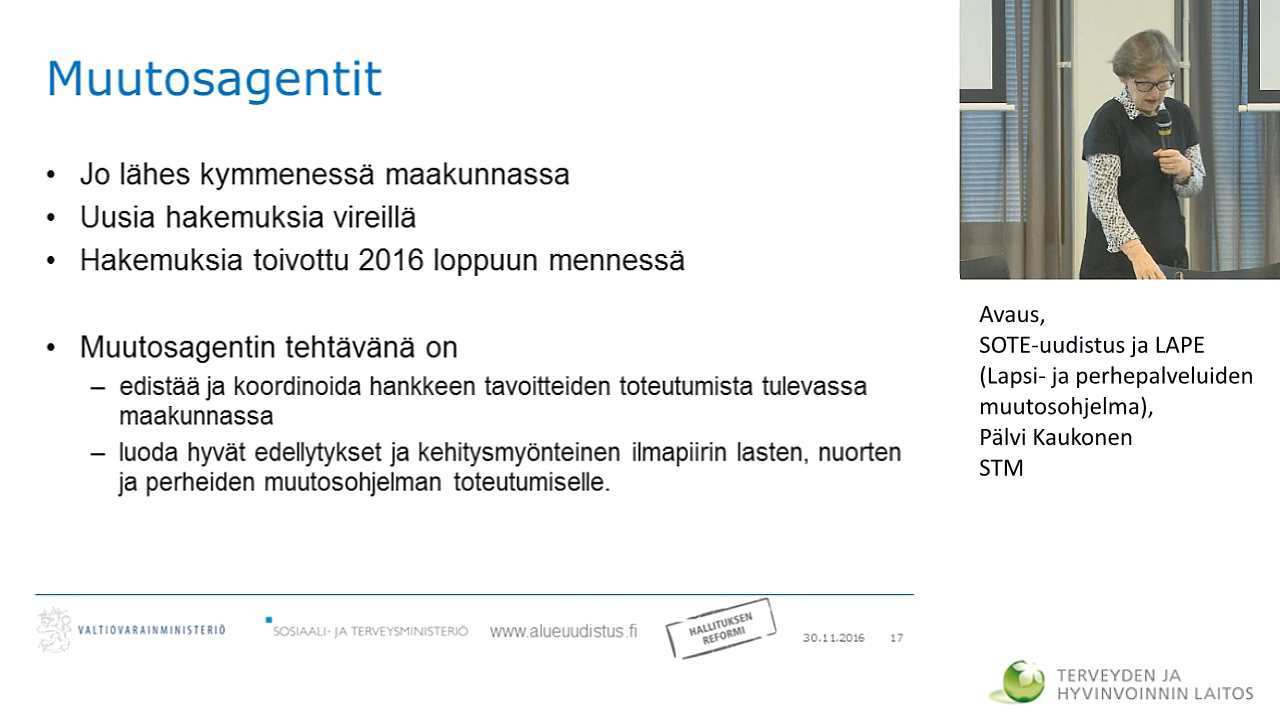 Muutosagentit
• Jo lähes kymmenessä maakunnassa
• Uusia hakemuksia vireillä
• Hakemuksia toivottu 2016 loppuun mennessä
• Muutosagentin tehtävänä on
– edistää ja koordinoida hankkeen tavoitteiden toteutumista tulevassa
maakunnassa
– luoda hyvät edellytykset ja kehitysmyönteinen ilmapiirin lasten, nuorten
ja perheiden muutosohjelman toteutumiselle.
VALTIOVARAINMINISTERIÖ
SOSIAALI- JA TERVEYSMINISTERIÖ
www.alueuudistus.fi
HALLITUKSEN
REFORMI
30.11.2016 17
Avaus,
SOTE-uudistus ja LAPE
(Lapsi- ja perhepalveluiden
muutosohjelma),
Pälvi Kaukonen
STM
TERVEYDEN JA
HYVINVOINNIN LAITOS